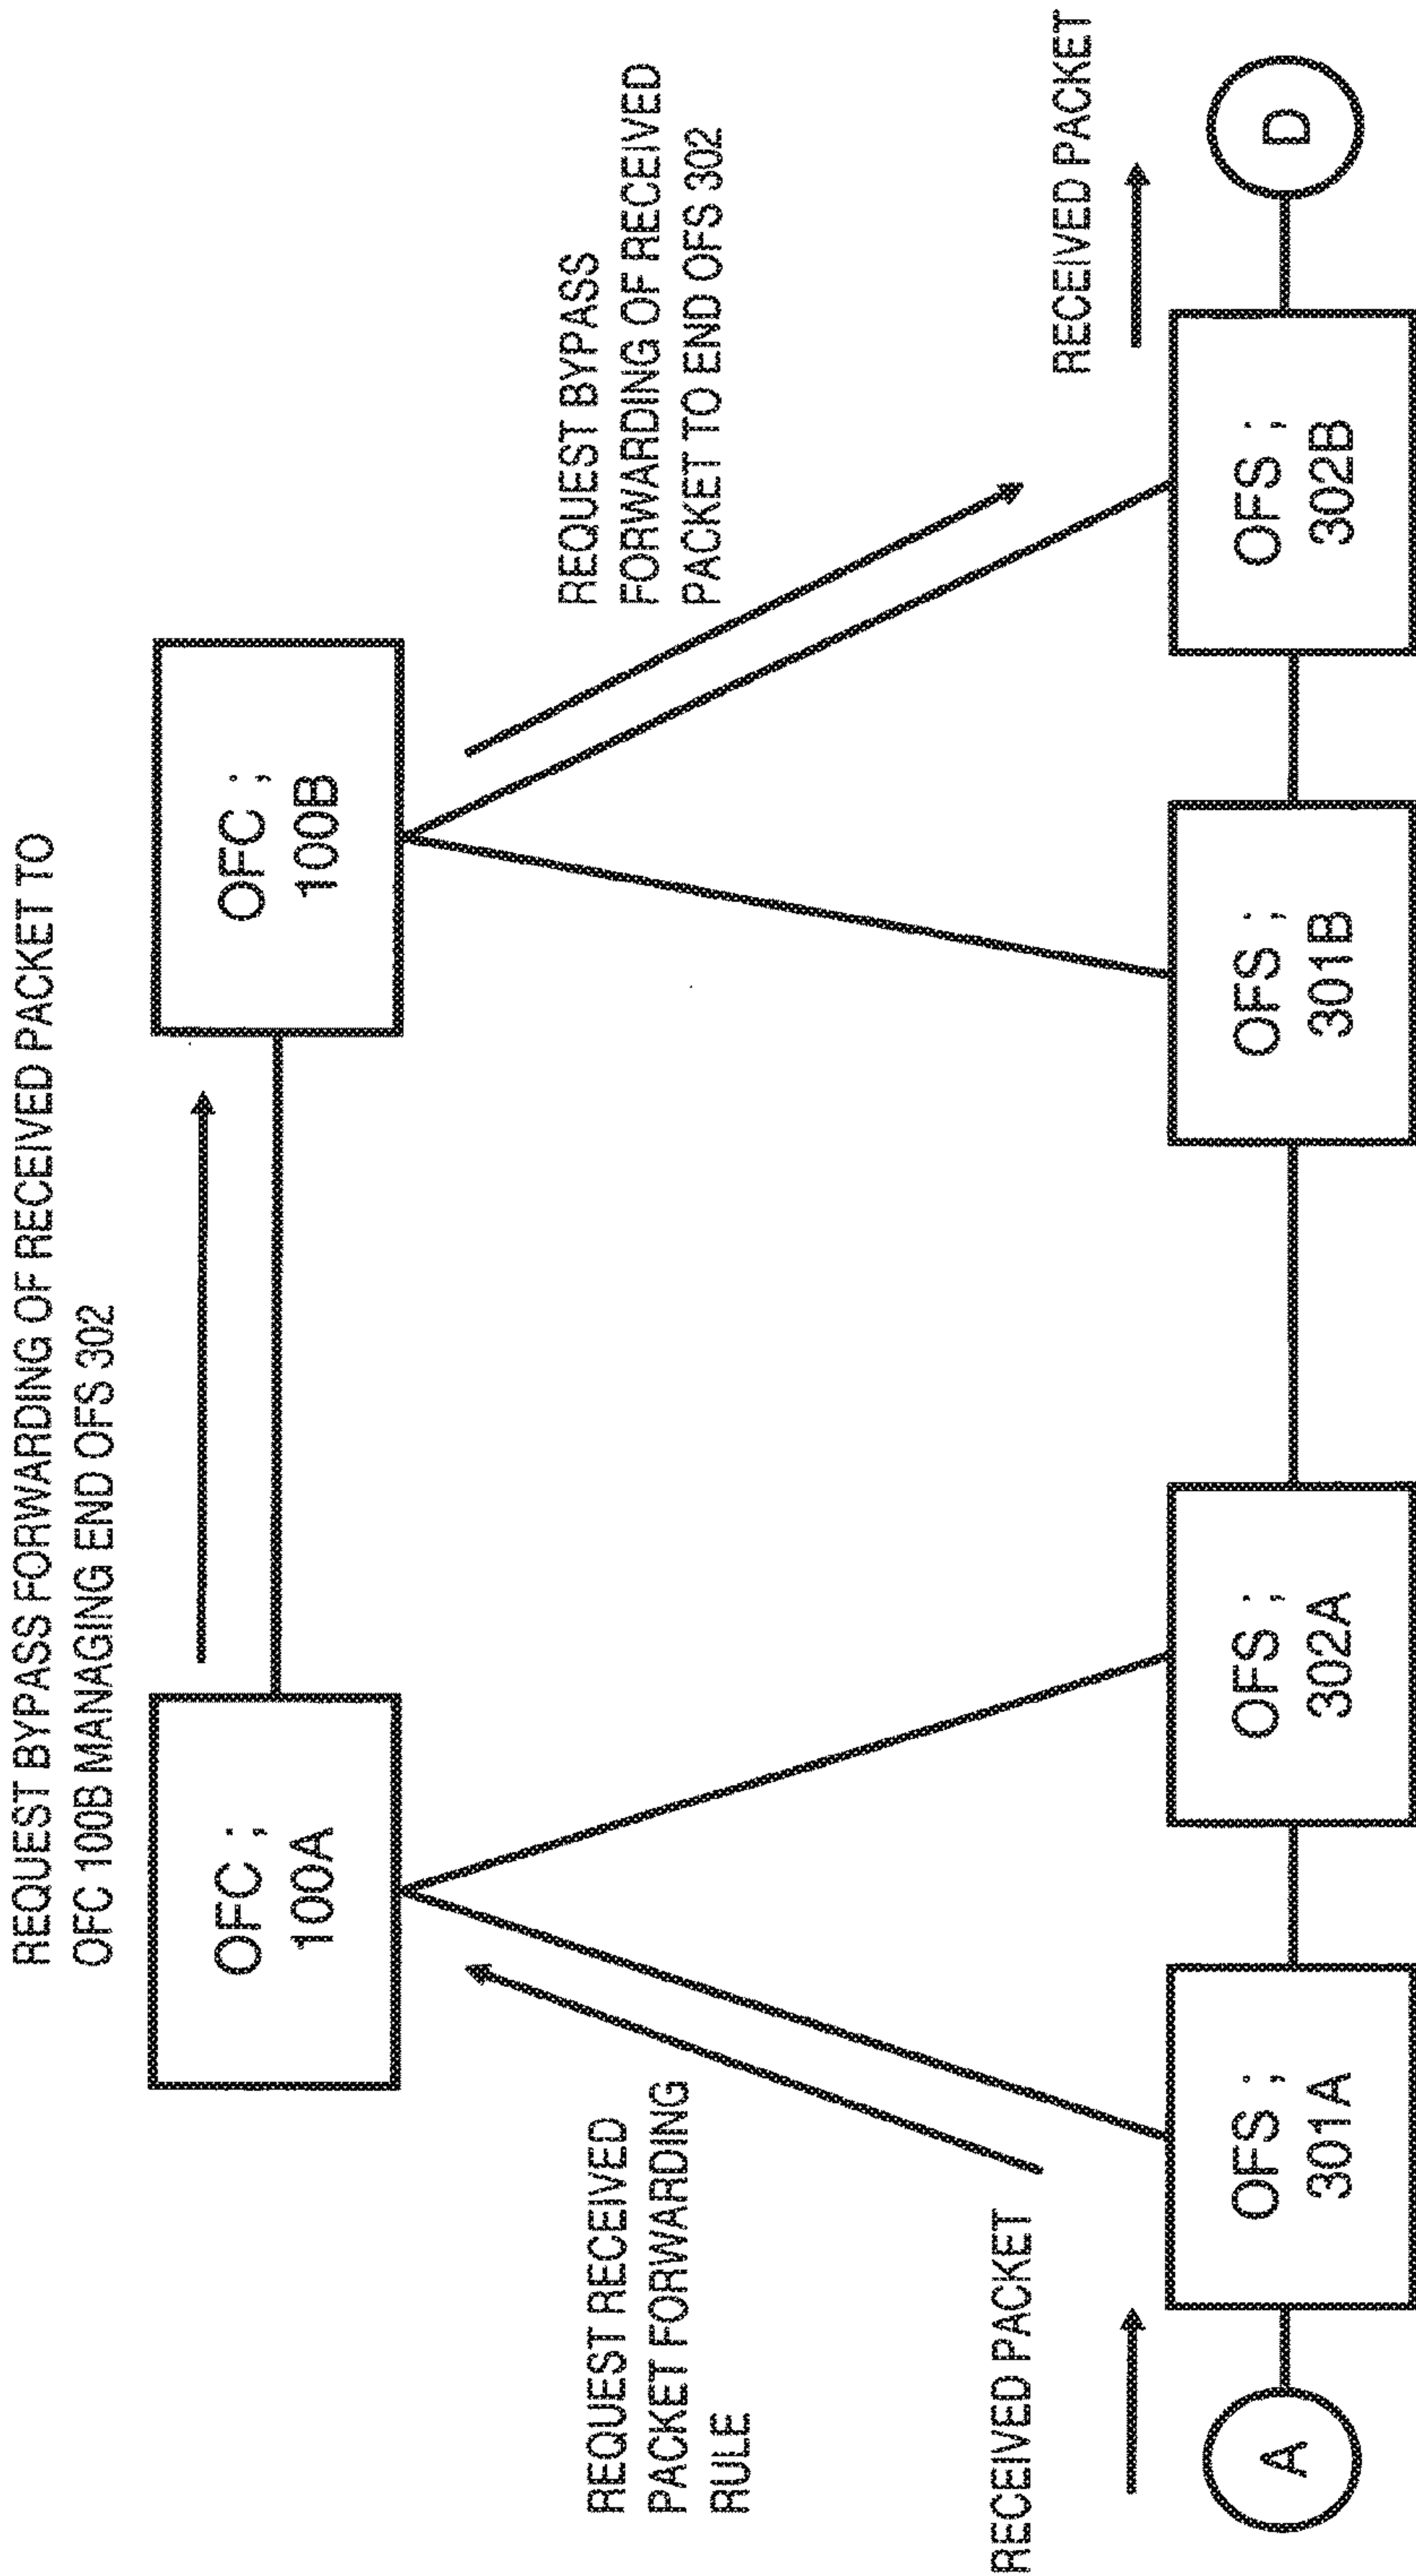 REQUEST BYPASS FORWARDING OF RECEIVED PACKET TO
OFC 100B MANAGING END OFS 302
OFC ;
100A
OFC ;
100B
REQUEST RECEIVED
PACKET FORWARDING
RULE
REQUEST BYPASS
FORWARDING OF RECEIVED
PACKET TO END OFS 302
RECEIVED PACKET
RECEIVED PACKET
A
OFS ;
301A
OFS ;
302A
OFS ;
301B
OFS ;
302B
D